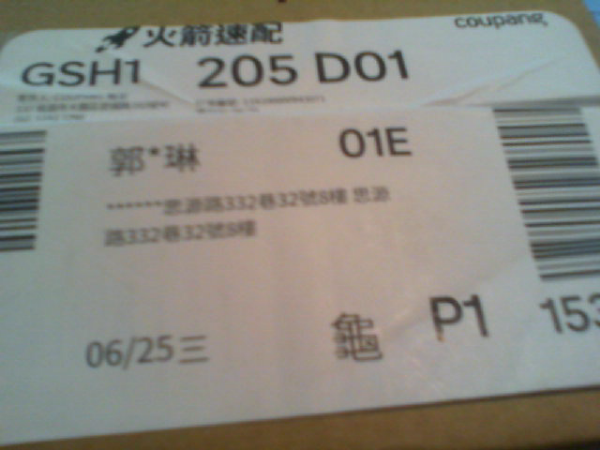 火箭速配
coupang
GSH1 205 D01
郭*琳
01E
******思源路332巷32號8樓 思源
路332巷32號8樓
06/25三
龜
P1
153